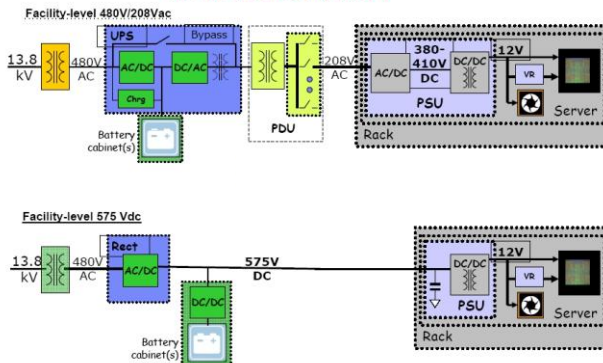 Facility-level 480V/208Vac
UPS
Bypass
13.8
kV
480V
AC
AC/DC
DC/AC
Chrg
Battery
cabinet(s)
PDU
208V
AC
AC/DC
380-
410V
DC
DC/DC
PSU
12V
VR
Server
Rack
Facility-level 575 Vdc
13.8
kV
480V
AC
Rect
AC/DC
575V
DC
DC/DC
Battery
cabinet(s)
DC/DC
PSU
12V
VR
Server
Rack